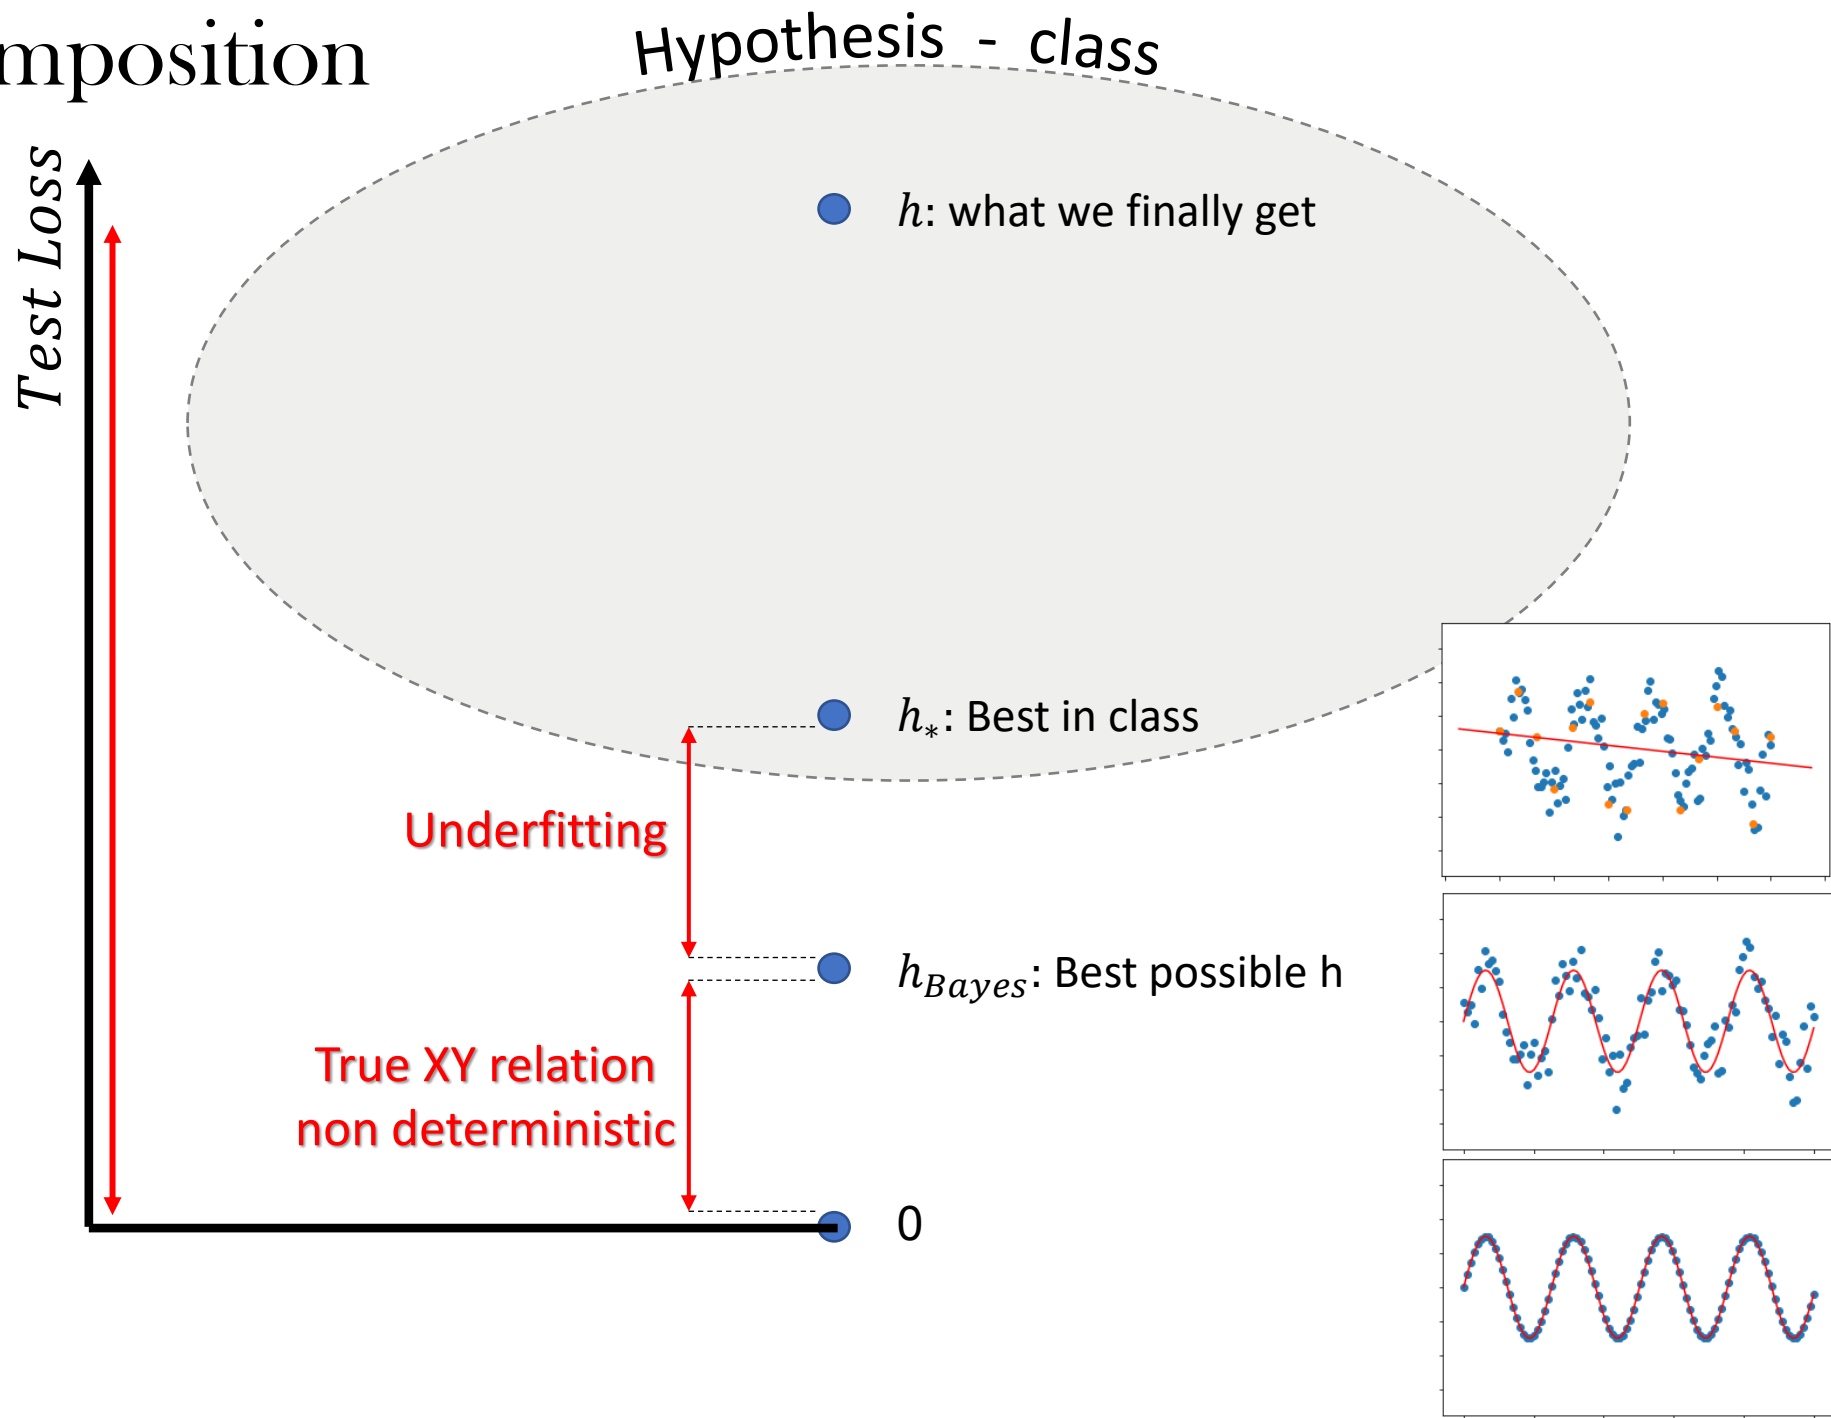 mposition
Hypothesis - class
Test Loss
h: what we finally get
h*: Best in class
Underfitting
hBayes: Best possible h
True XY relation
non deterministic
0